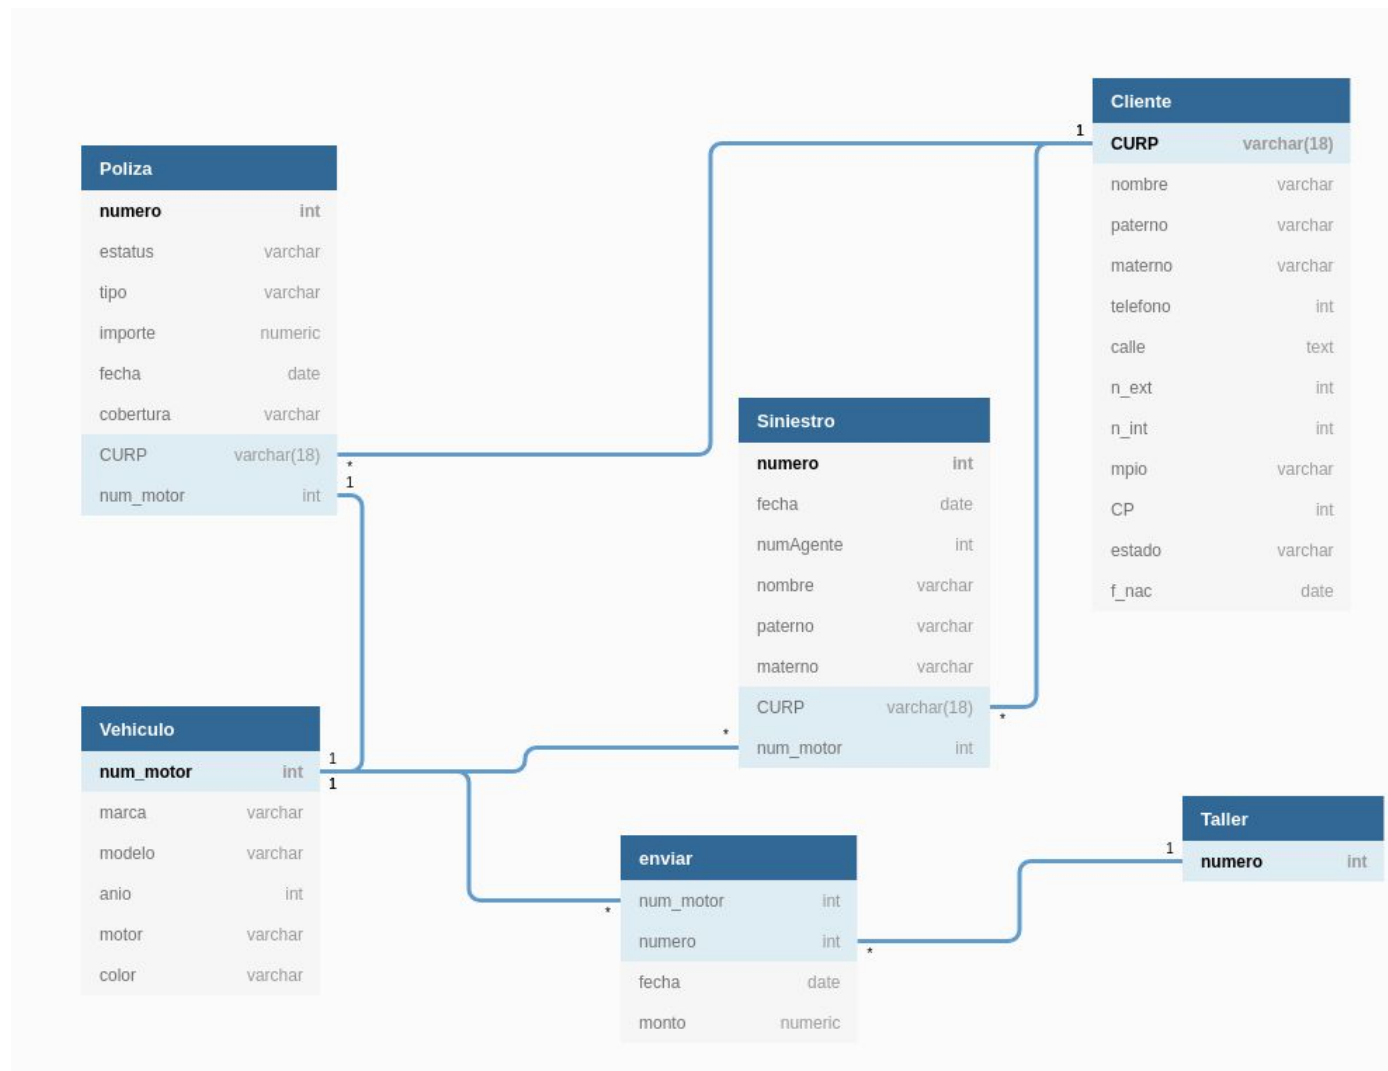 Poliza
numero int
estatus varchar
tipo varchar
importe numeric
fecha date
cobertura varchar
CURP varchar(18)
*
1
num_motor int
Cliente
1
CURP varchar(18)
nombre varchar
paterno varchar
materno varchar
telefono int
calle text
n_ext int
n_int int
mpio varchar
CP int
estado varchar
f_nac date
Siniestro
numero int
fecha date
numAgente int
nombre varchar
paterno varchar
materno varchar
CURP varchar(18)
*
*
num_motor int
Vehiculo
1
num_motor int
1
marca varchar
modelo varchar
anio int
motor varchar
color varchar
enviar
num_motor int
*
numero int
*
fecha date
monto numeric
Taller
1
numero int